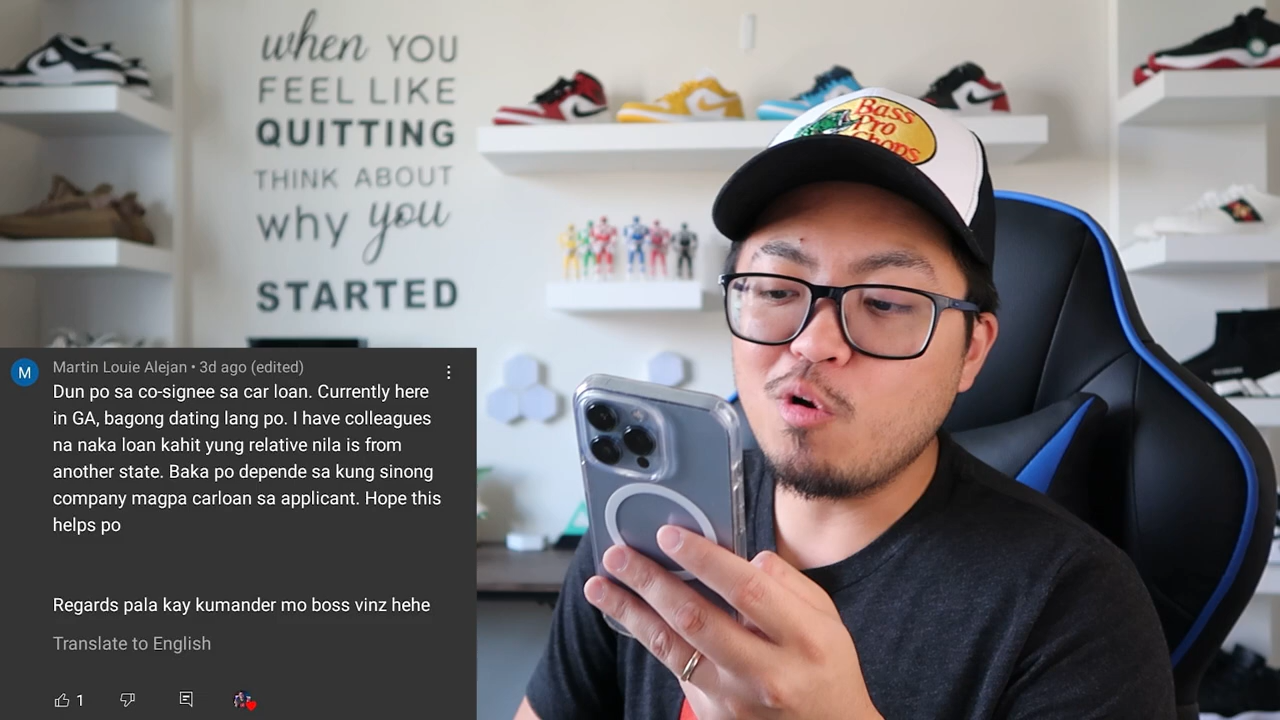 when YOU
FEEL LIKE
QUITTING
THINK ABOUT
why you
STARTED
Bass
Pro
Shops
Martin Louie Alejan • 3d ago (edited)
M
Dun po sa co-signee sa car loan. Currently here
in GA, bagong dating lang po. I have colleagues
na naka loan kahit yung relative nila is from
another state. Baka po depende sa kung sinong
company magpa carloan sa applicant. Hope this
helps po
Regards pala kay kumander mo boss vinz hehe
Translate to English
1